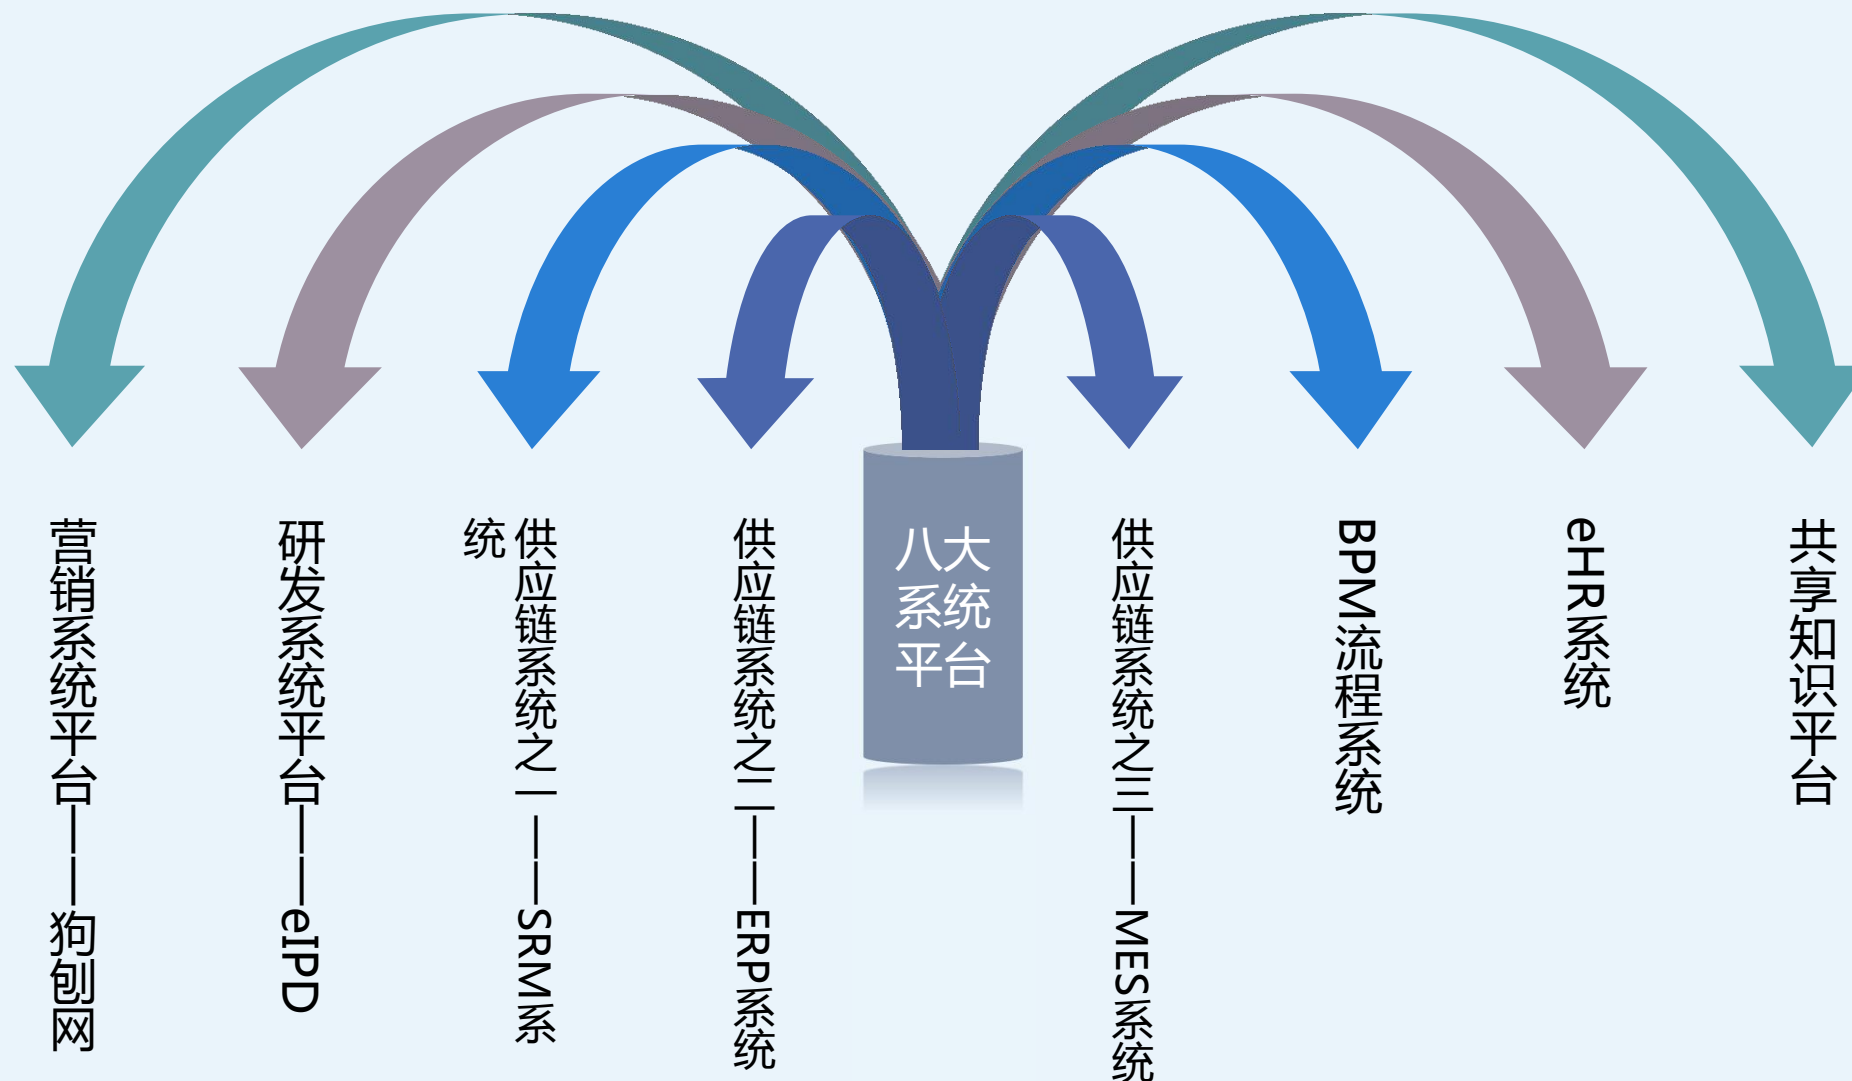 营销系统平台——狗刨网
研发系统平台——eIPD
供应链系统之一——SRM系
统
供应链系统之二——ERP系统
八大
系统
平台
供应链系统之三——MES系统
BPM流程系统
eHR系统
共享知识平台